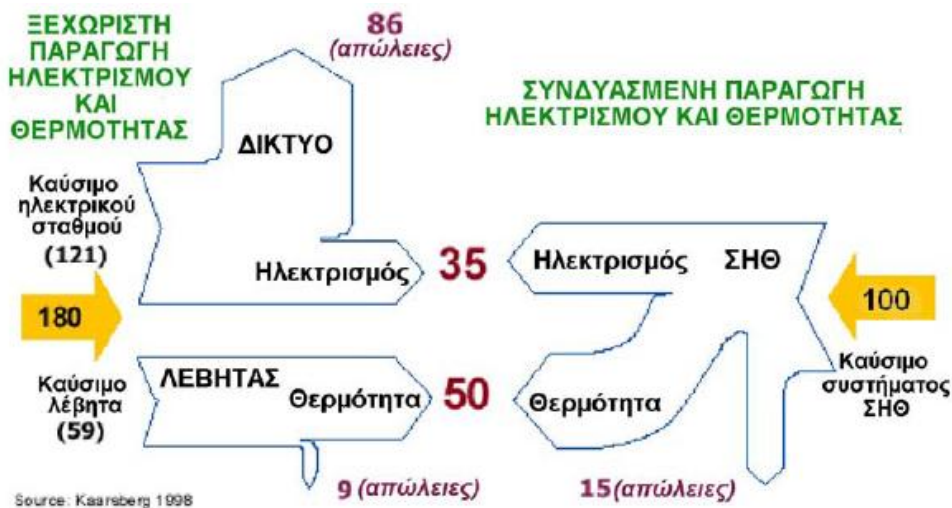 ΞΕΧΩΡΙΣΤΗ
ΠΑΡΑΓΩΓΗ
ΗΛΕΚΤΡΙΣΜΟΥ
ΚΑΙ
ΘΕΡΜΟΤΗΤΑΣ
86
(απώλειες)
ΣΥΝΔΥΑΣΜΕΝΗ ΠΑΡΑΓΩΓΗ
ΗΛΕΚΤΡΙΣΜΟΥ ΚΑΙ ΘΕΡΜΟΤΗΤΑΣ
ΔΙΚΤΥΟ
Καύσιμο
ηλεκτρικού
σταθμού
(121)
Ηλεκτρισμός
35
Ηλεκτρισμός
ΣΗΘ
180
100
Καύσιμο
λέβητα
(59)
ΛΕΒΗΤΑΣ
Θερμότητα
50
Θερμότητα
Καύσιμο
συστήματος
ΣΗΘ
9 (απώλειες)
15 (απώλειες)
Source: Kaarsberg 1998